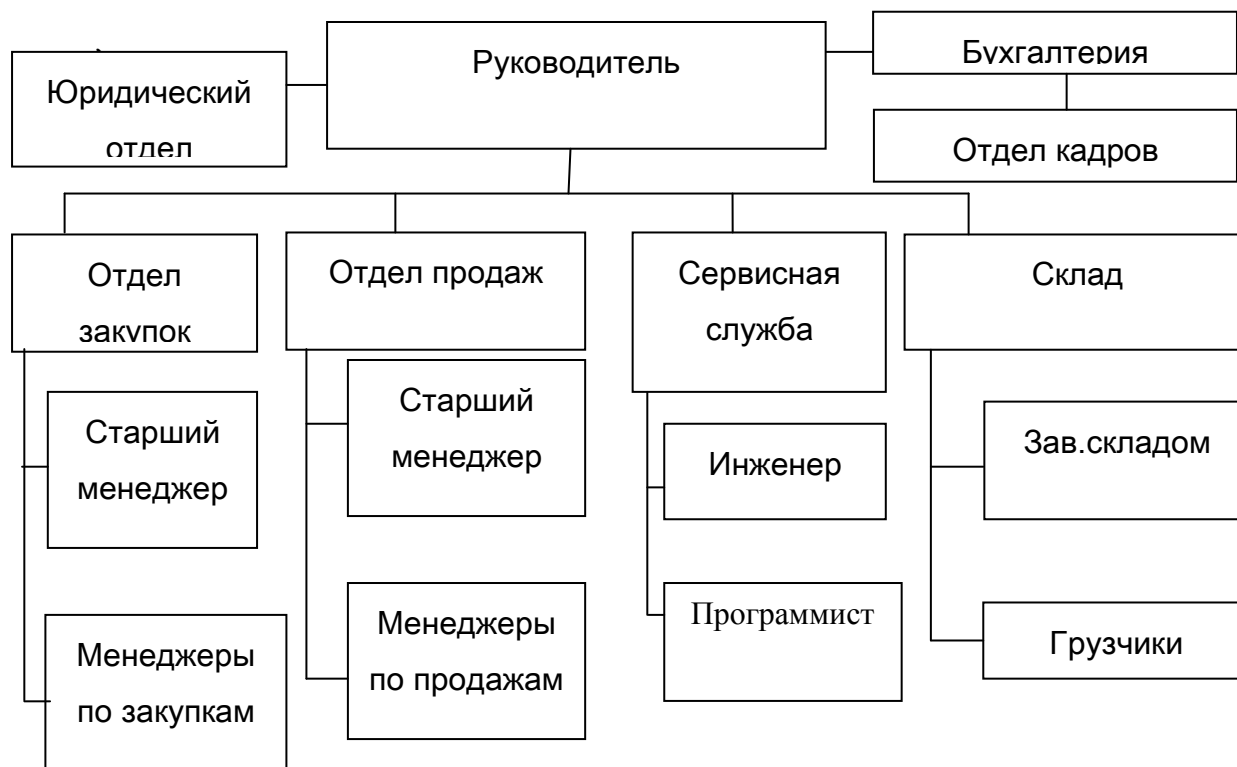 Руководитель
Бухгалтерия
Юридический
отдел
Отдел кадров
Отдел
закупок
Отдел продаж
Сервисная
служба
Склад
Старший
менеджер
Старший
менеджер
Инженер
Зав.складом
Менеджеры
по закупкам
Менеджеры
по продажам
Программист
Грузчики